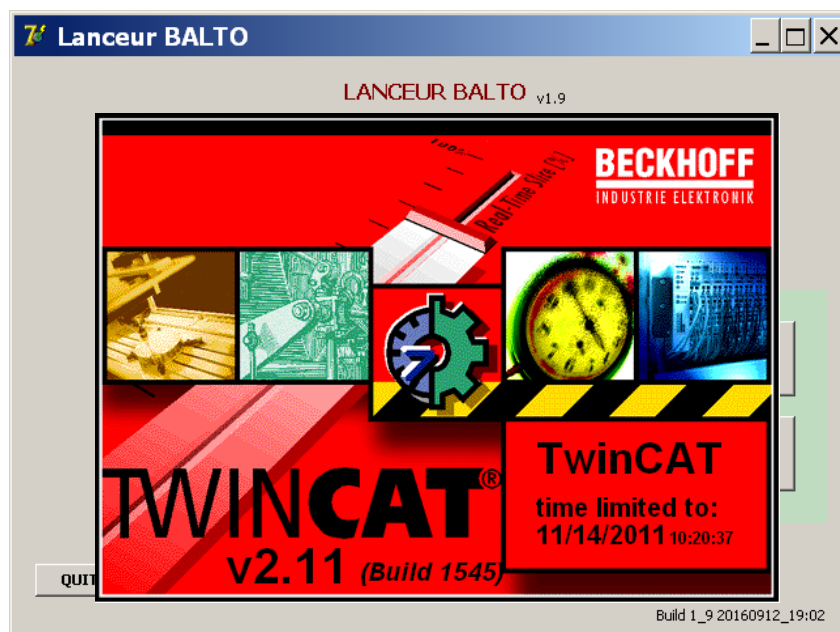 Lanceur BALTO
LANCEUR BALTO v1.9
100%
Real-Time Slice [%]
BECKHOFF
INDUSTRIE ELEKTRONIK
TWINCAT®
v2.11 (Build 1545)
TwinCAT
time limited to:
11/14/2011 10:20:37
QUIT
Build 1_9 20160912_19:02